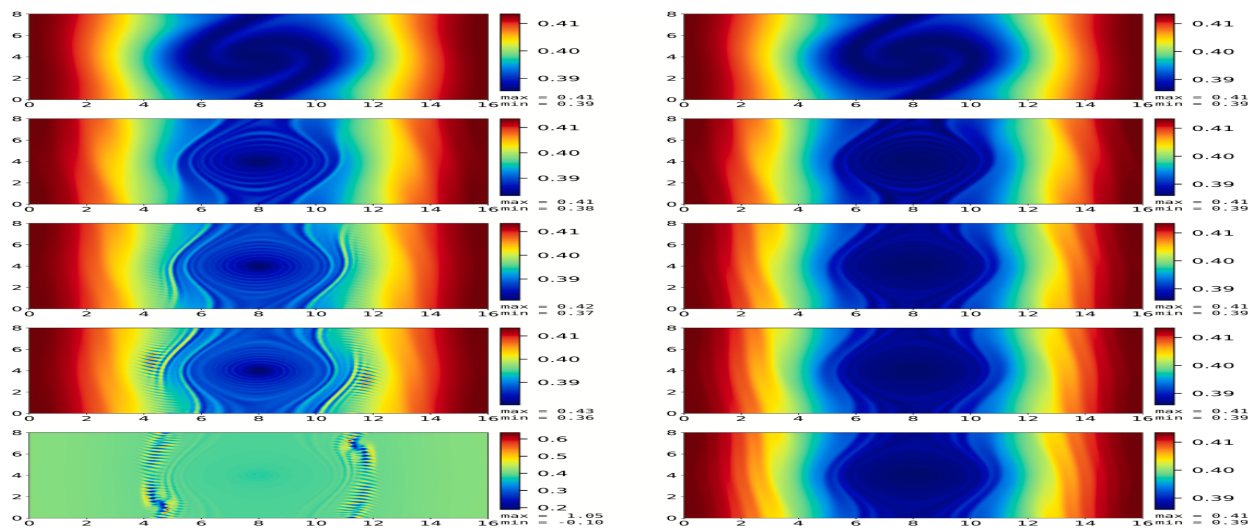 8
6
4
2
0
0 2 4 6 8 10 12 14 16
0.41
0.40
0.39
max = 0.41
min = 0.39
8
6
4
2
0
0 2 4 6 8 10 12 14 16
0.41
0.40
0.39
max = 0.41
min = 0.39
8
6
4
2
0
0 2 4 6 8 10 12 14 16
0.41
0.40
0.39
max = 0.41
min = 0.38
8
6
4
2
0
0 2 4 6 8 10 12 14 16
0.41
0.40
0.39
max = 0.41
min = 0.39
8
6
4
2
0
0 2 4 6 8 10 12 14 16
0.41
0.40
0.39
max = 0.42
min = 0.37
8
6
4
2
0
0 2 4 6 8 10 12 14 16
0.41
0.40
0.39
max = 0.41
min = 0.39
8
6
4
2
0
0 2 4 6 8 10 12 14 16
0.41
0.40
0.39
max = 0.43
min = 0.36
8
6
4
2
0
0 2 4 6 8 10 12 14 16
0.41
0.40
0.39
max = 0.41
min = 0.39
8
6
4
2
0
0 2 4 6 8 10 12 14 16
0.6
0.5
0.4
0.3
0.2
max = 1.05
min = -0.10
8
6
4
2
0
0 2 4 6 8 10 12 14 16
0.41
0.40
0.39
max = 0.41
min = 0.39